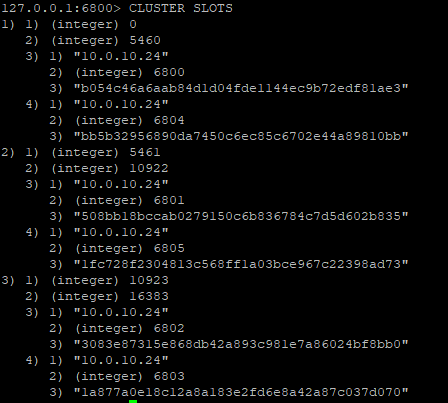 127.0.0.1:6800> CLUSTER SLOTS
1) 1) (integer) 0
   2) (integer) 5460
   3) 1) "10.0.10.24"
      2) (integer) 6800
      3) "b054c46a6aab84d1d04fde1144ec9b72edf81ae3"
   4) 1) "10.0.10.24"
      2) (integer) 6804
      3) "bb5b32956890da7450c6ec85c6702e44a89810bb"
2) 1) (integer) 5461
   2) (integer) 10922
   3) 1) "10.0.10.24"
      2) (integer) 6801
      3) "508bb18bccab0279150c6b836784c7d5d602b835"
   4) 1) "10.0.10.24"
      2) (integer) 6805
      3) "1fc728f2304813c568ff1a03bce967c22398ad73"
3) 1) (integer) 10923
   2) (integer) 16383
   3) 1) "10.0.10.24"
      2) (integer) 6802
      3) "3083e87315e868db42a893c981e7a86024bf8bb0"
   4) 1) "10.0.10.24"
      2) (integer) 6803
      3) "1a877a0e18c12a8a183e2fd6e8a42a87c037d070"